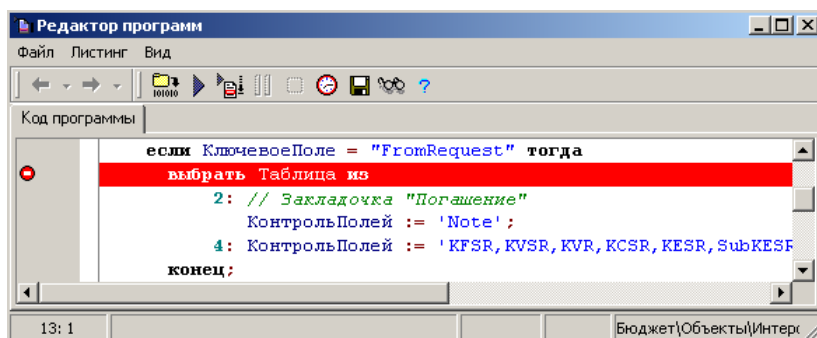 Редактор программ
Файл Листинг Вид
Код программы
если КлючевоеПоле = "FromRequest" тогда
выбрать Таблица из
2: // Закладочка "Погашение"
КонтрольПолей := 'Note';
4: КонтрольПолей := 'KFSR,KVSR,KVR,KCSR,KESR,SubKESR
конец;
13: 1 Бюджет\Объекты\Интерс